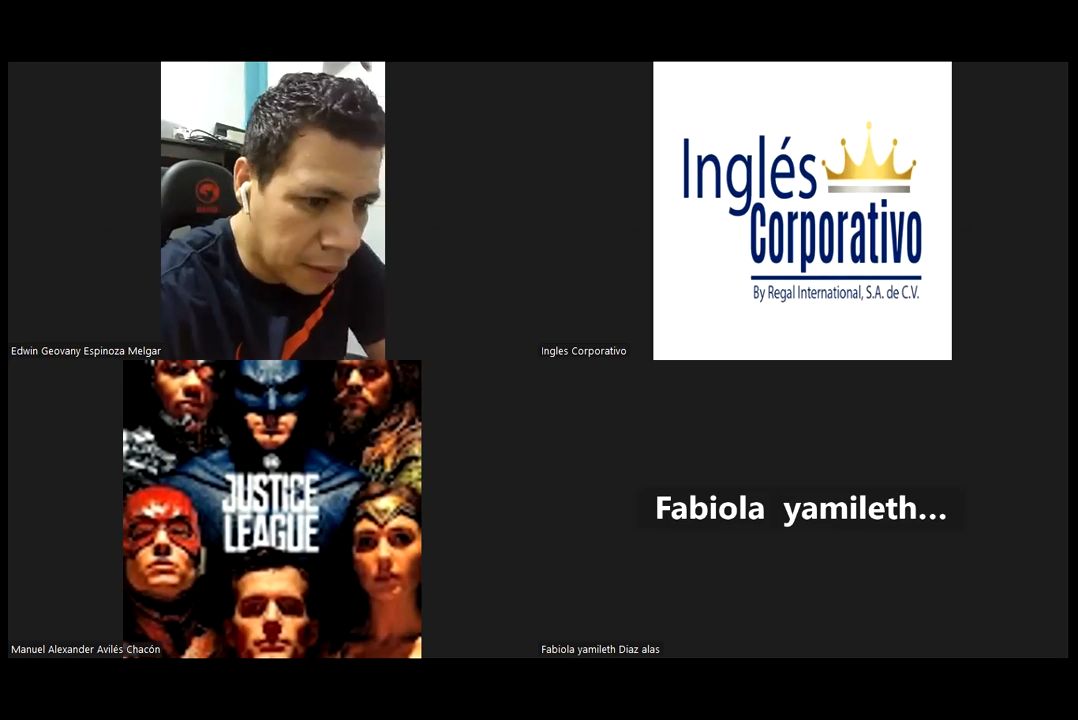 Inglés
Corporativo
By Regal International, S.A. de C.V.
Edwin Geovany Espinoza Melgar
Ingles Corporativo
JUSTICE
LEAGUE
Fabiola yamileth...
Manuel Alexander Avilés Chacón
Fabiola yamileth Diaz alas